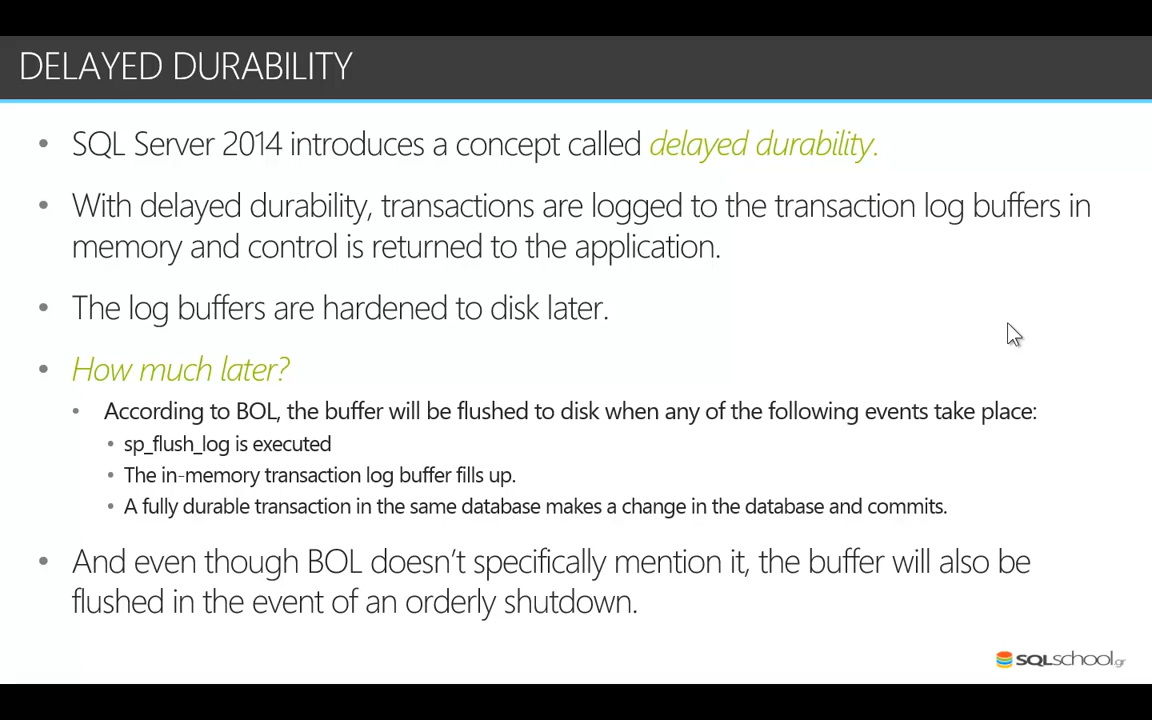 DELAYED DURABILITY
• SQL Server 2014 introduces a concept called delayed durability.
• With delayed durability, transactions are logged to the transaction log buffers in
memory and control is returned to the application.
• The log buffers are hardened to disk later.
• How much later?
• According to BOL, the buffer will be flushed to disk when any of the following events take place:
• sp_flush_log is executed
• The in-memory transaction log buffer fills up.
• A fully durable transaction in the same database makes a change in the database and commits.
• And even though BOL doesn’t specifically mention it, the buffer will also be
flushed in the event of an orderly shutdown.
SQLschool.gr